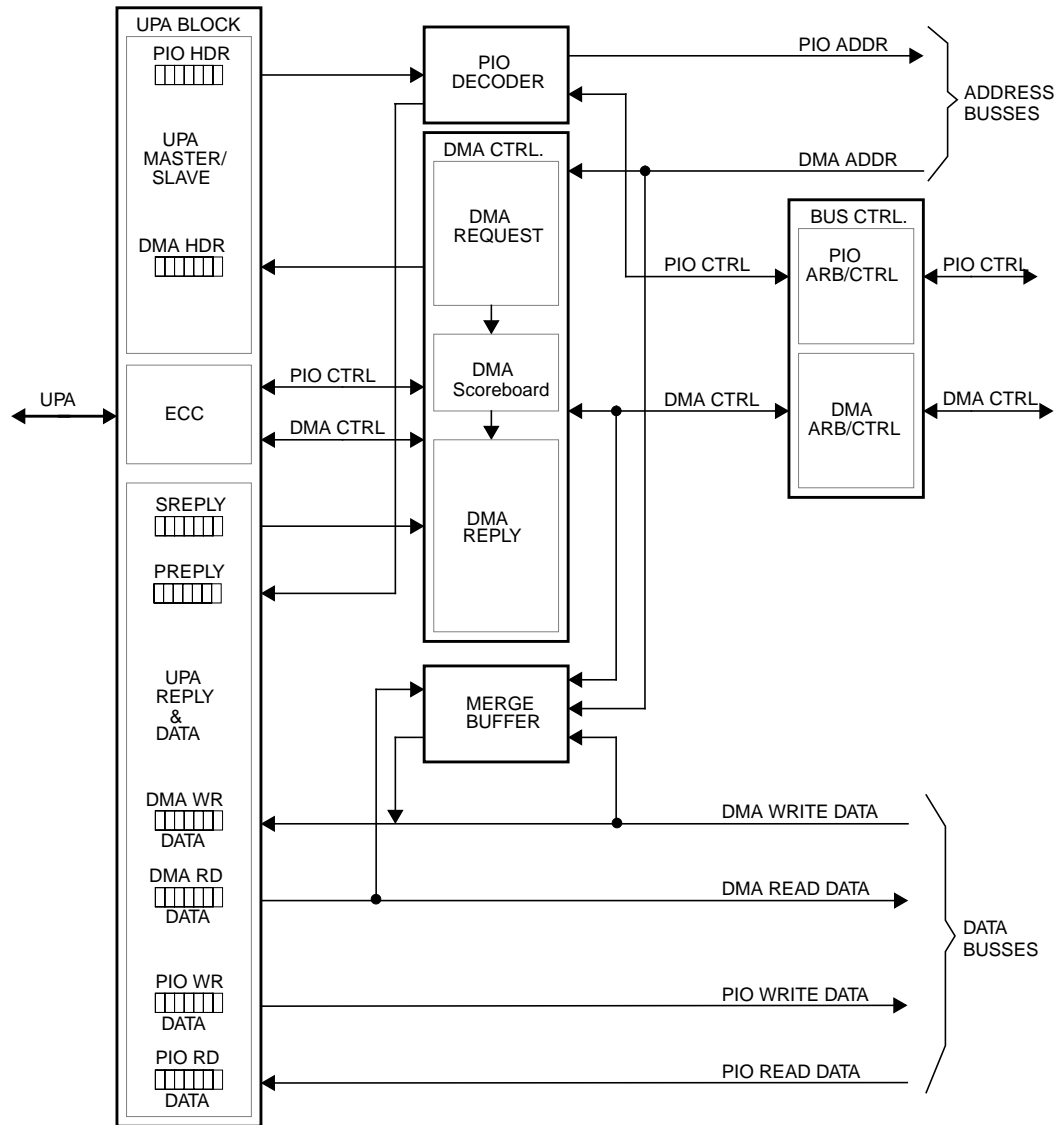 UPA BLOCK
PIO HDR
UPA
MASTER/
SLAVE
DMA HDR
UPA
ECC
SREPLY
PREPLY
UPA
REPLY
&
DATA
DMA WR
DATA
DMA RD
DATA
PIO WR
DATA
PIO RD
DATA
PIO
DECODER
DMA CTRL.
DMA
REQUEST
DMA
Scoreboard
DMA
REPLY
PIO CTRL
DMA CTRL
MERGE
BUFFER
PIO ADDR
DMA ADDR
ADDRESS
BUSSES
BUS CTRL.
PIO
ARB/CTRL
DMA
ARB/CTRL
PIO CTRL
PIO CTRL
DMA CTRL
DMA CTRL
DMA WRITE DATA
DMA READ DATA
PIO WRITE DATA
PIO READ DATA
DATA
BUSSES